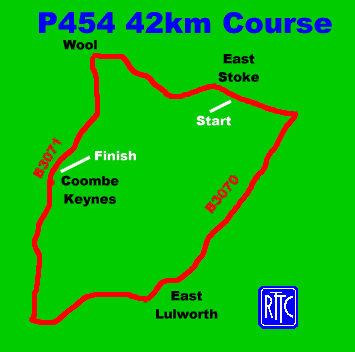 P454 42km Course
Wool
East
Stoke
Start
B3071
Finish
Coombe
Keynes
B3070
East
Lulworth
RTTC